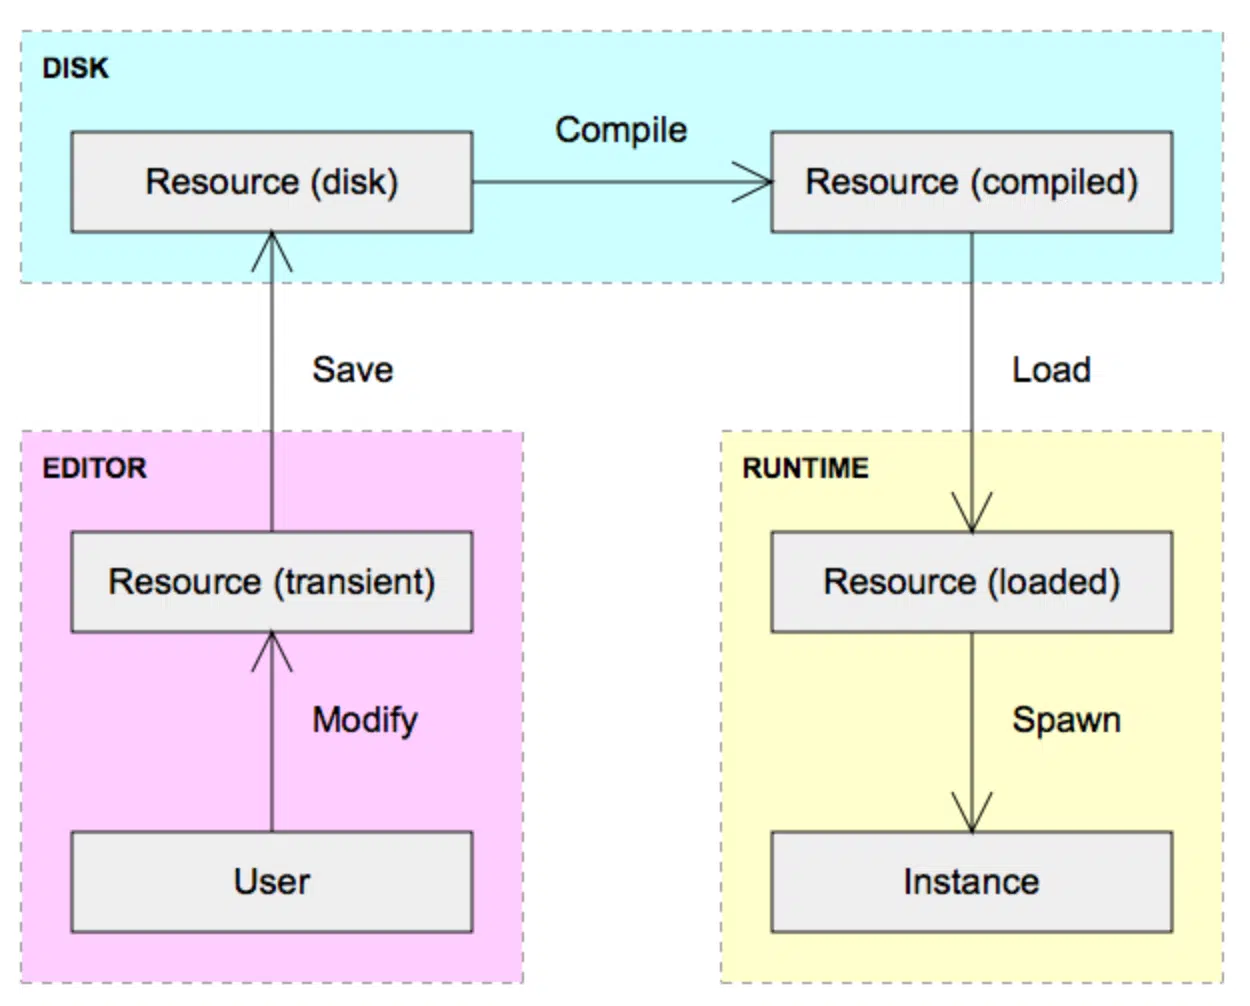 DISK
Compile
Resource (disk)
Resource (compiled)
Save
Load
EDITOR
RUNTIME
Resource (transient)
Resource (loaded)
Modify
Spawn
User
Instance